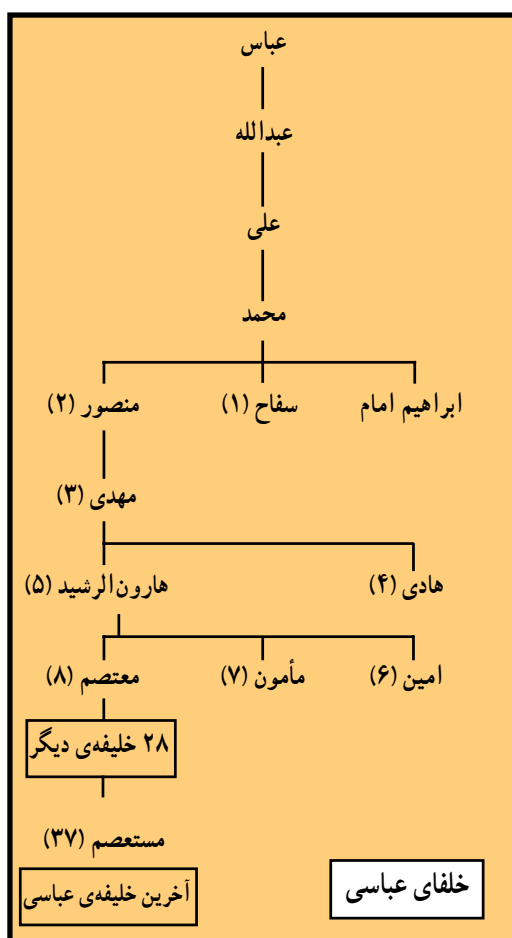 عباس
عبدالله
علی
محمد
ابراهیم امام
سفاح (۱)
منصور (۲)
مهدی (۳)
هادی (۴)
هارون‌الرشید (۵)
امین (۶)
مأمون (۷)
معتصم (۸)
۲۸ خلیفه‌ی دیگر
مستعصم (۳۷)
آخرین خلیفه‌ی عباسی
خلفای عباسی